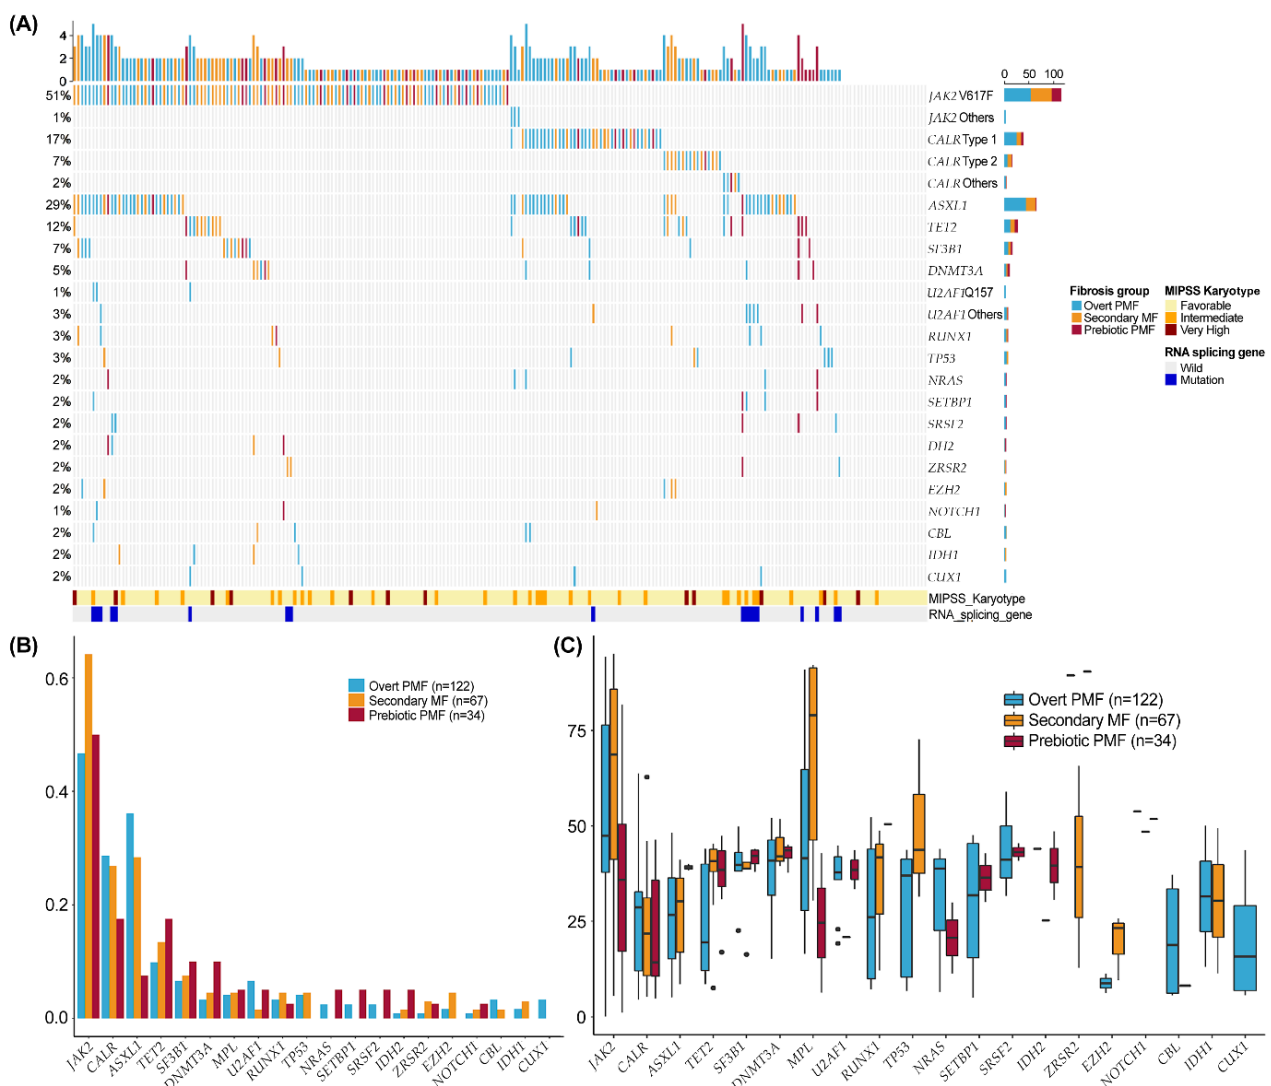 (A)
4
2
0
0 50 100
51% JAK2 V617F
1% JAK2 Others
17% CALR Type 1
7% CALR Type 2
2% CALR Others
29% ASXL1
12% TET2
7% SF3B1
5% DNMT3A
1% U2AF1 Q157
3% U2AF1 Others
3% RUNX1
3% TP53
2% NRAS
2% SETBP1
2% SRSF2
2% DH2
2% ZRSR2
2% EZH2
1% NOTCH1
2% CBL
2% IDH1
2% CUX1
MIPSS_Karyotype
RNA_splicing_gene
Fibrosis group
Overt PMF
Secondary MF
Prebiotic PMF
MIPSS Karyotype
Favorable
Intermediate
Very High
RNA splicing gene
Wild
Mutation
(B)
0.6
0.4
0.2
0.0
Overt PMF (n=122)
Secondary MF (n=67)
Prebiotic PMF (n=34)
JAK2 CALR ASXL1 TET2 SF3B1 DNMT3A MPL U2AF1 RUNX1 TP53 NRAS SETBP1 SRSF2 IDH2 ZRSR2 EZH2 NOTCH1 CBL IDH1 CUX1
(C)
75
50
25
0
Overt PMF (n=122)
Secondary MF (n=67)
Prebiotic PMF (n=34)
JAK2 CALR ASXL1 TET2 SF3B1 DNMT3A MPL U2AF1 RUNX1 TP53 NRAS SETBP1 SRSF2 IDH2 ZRSR2 EZH2 NOTCH1 CBL IDH1 CUX1